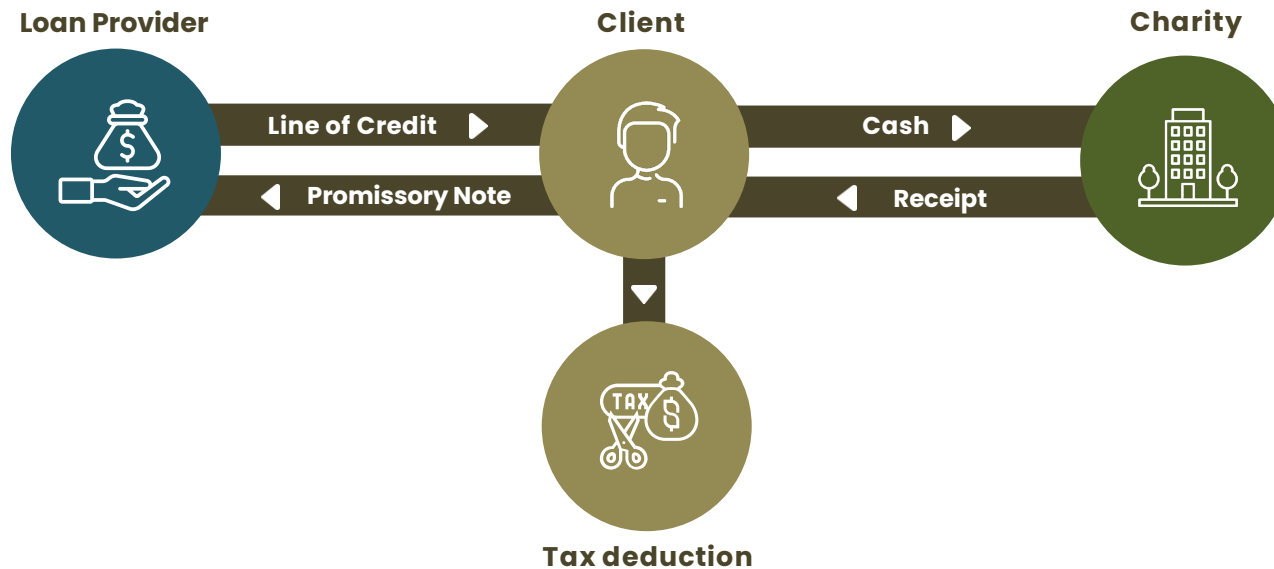 Loan Provider
Client
Charity
Line of Credit
Cash
Promissory Note
Receipt
TAX
Tax deduction